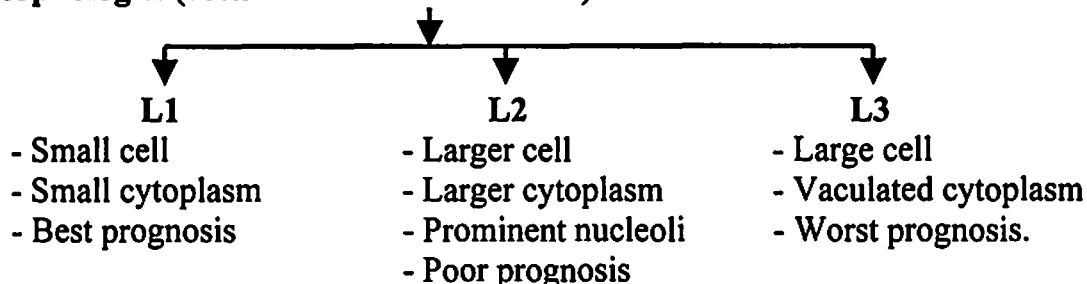 L1
- Small cell
- Small cytoplasm
- Best prognosis
L2
- Larger cell
- Larger cytoplasm
- Prominent nucleoli
- Poor prognosis
L3
- Large cell
- Vaculated cytoplasm
- Worst prognosis.